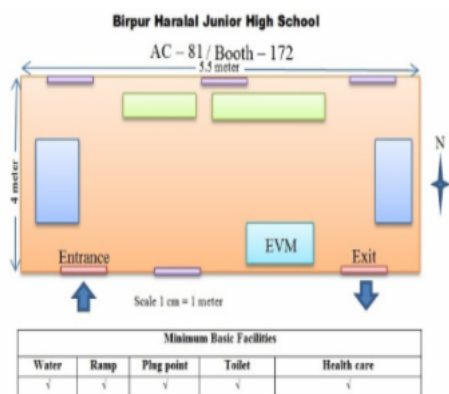 Birpur Haralal Junior High School
AC – 81 / Booth – 172
5.5 meter
4 meter
N
EVM
Entrance
Exit
Scale 1 cm = 1 meter
Minimum Basic Facilities
Water Ramp Plug point Toilet Health care
√ √ √ √ √